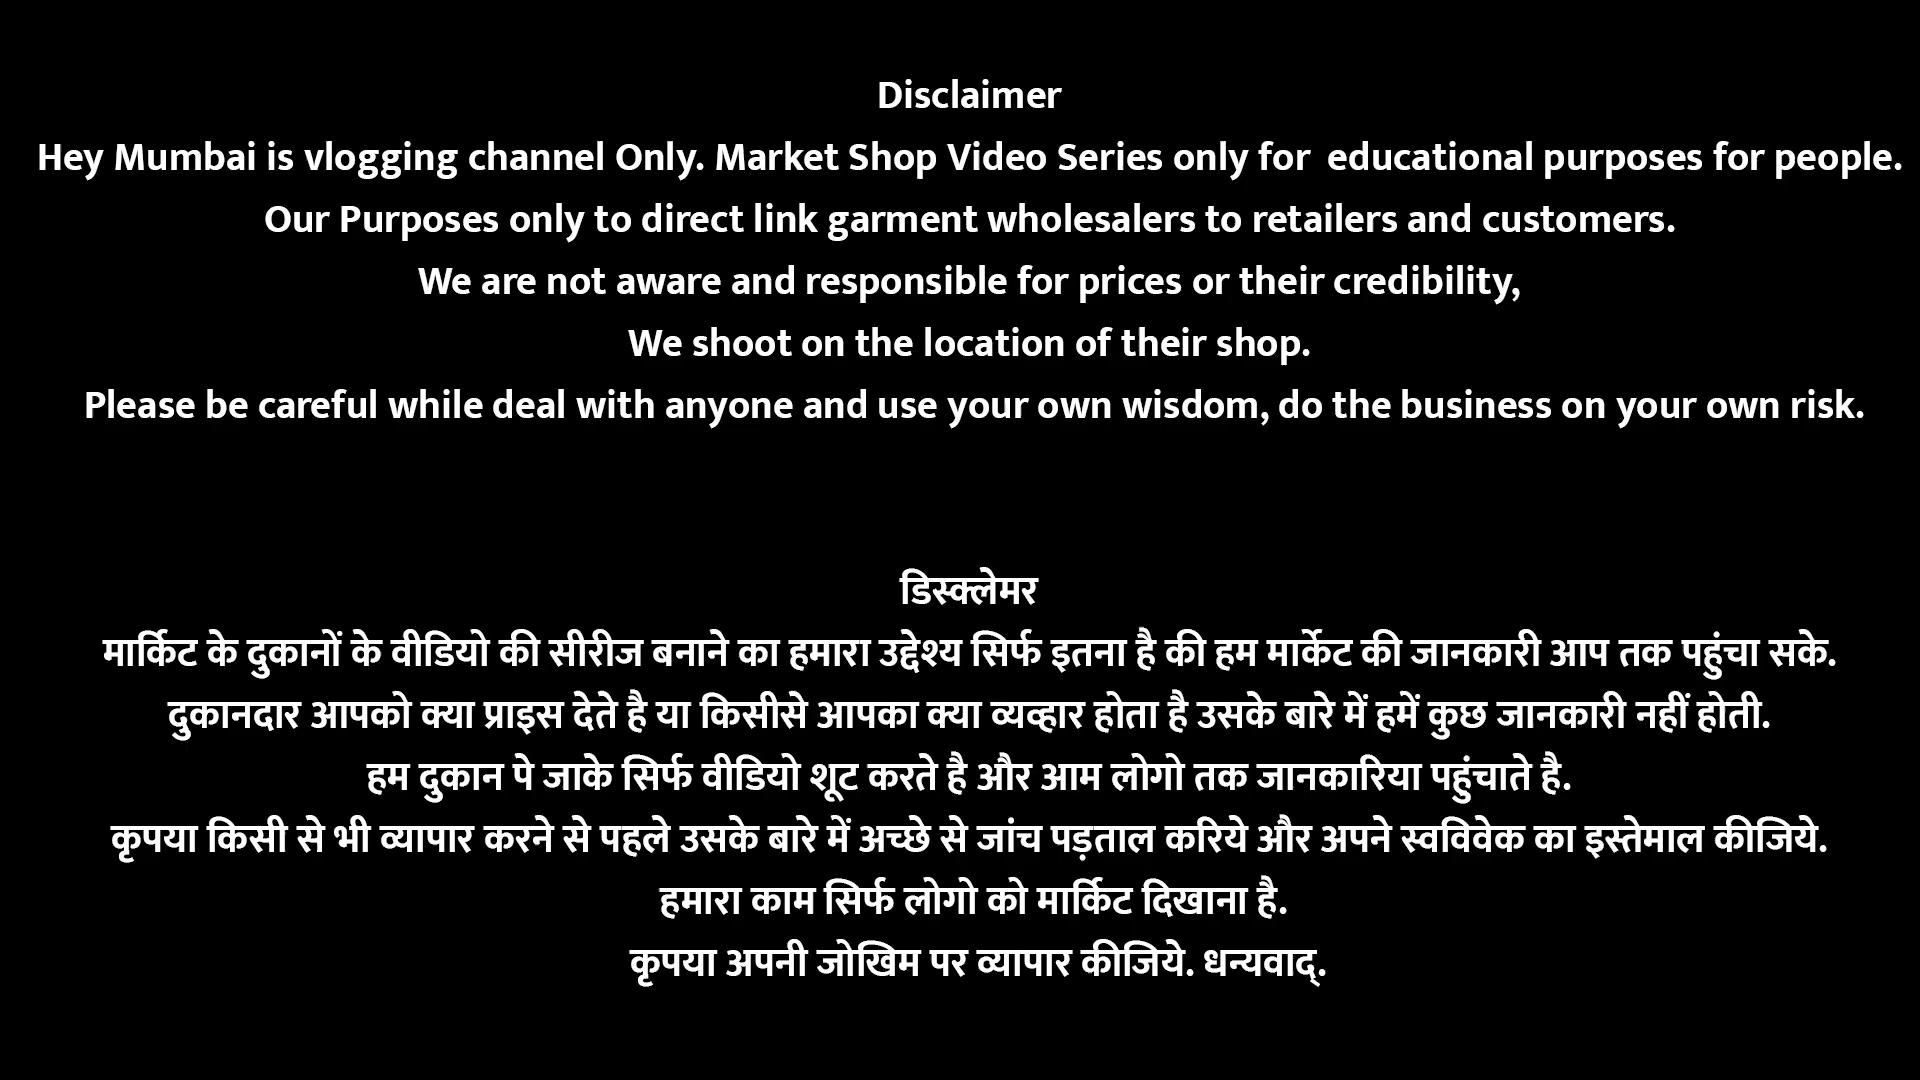 Disclaimer
Hey Mumbai is vlogging channel Only. Market Shop Video Series only for educational purposes for people.
Our Purposes only to direct link garment wholesalers to retailers and customers.
We are not aware and responsible for prices or their credibility,
We shoot on the location of their shop.
Please be careful while deal with anyone and use your own wisdom, do the business on your own risk.
डिस्क्लेमर
मार्किट के दुकानों के वीडियो की सीरीज बनाने का हमारा उद्देश्य सिर्फ इतना है की हम मार्केट की जानकारी आप तक पहुंचा सके.
दुकानदार आपको क्या प्राइस देते है या किसीसे आपका क्या व्यव्हार होता है उसके बारे में हमें कुछ जानकारी नहीं होती.
हम दुकान पे जाके सिर्फ वीडियो शूट करते है और आम लोगो तक जानकारिया पहुंचाते है.
कृपया किसी से भी व्यापार करने से पहले उसके बारे में अच्छे से जांच पड़ताल करिये और अपने स्वविवेक का इस्तेमाल कीजिये.
हमारा काम सिर्फ लोगो को मार्किट दिखाना है.
कृपया अपनी जोखिम पर व्यापार कीजिये. धन्यवाद्.